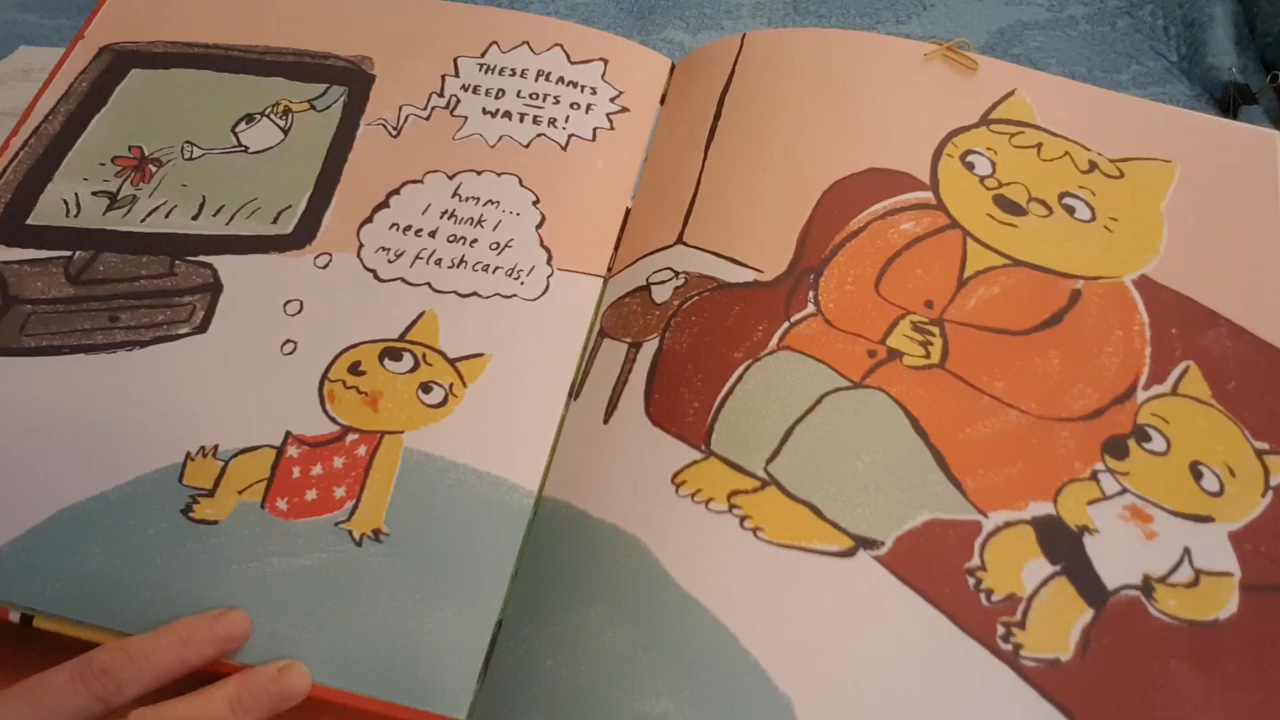 THESE PLANTS
NEED LOTS OF
WATER!
hmm...
I think I
need one of
my flashcards!